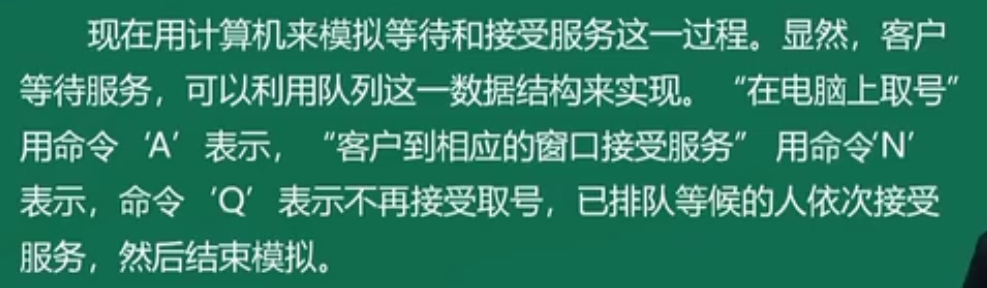 现在用计算机来模拟等待和接受服务这一过程。显然，客户
等待服务，可以利用队列这一数据结构来实现。“在电脑上取号”
用命令‘A’表示，“客户到相应的窗口接受服务”用命令‘N’
表示，命令‘Q’表示不再接受取号，已排队等候的人依次接受
服务，然后结束模拟。